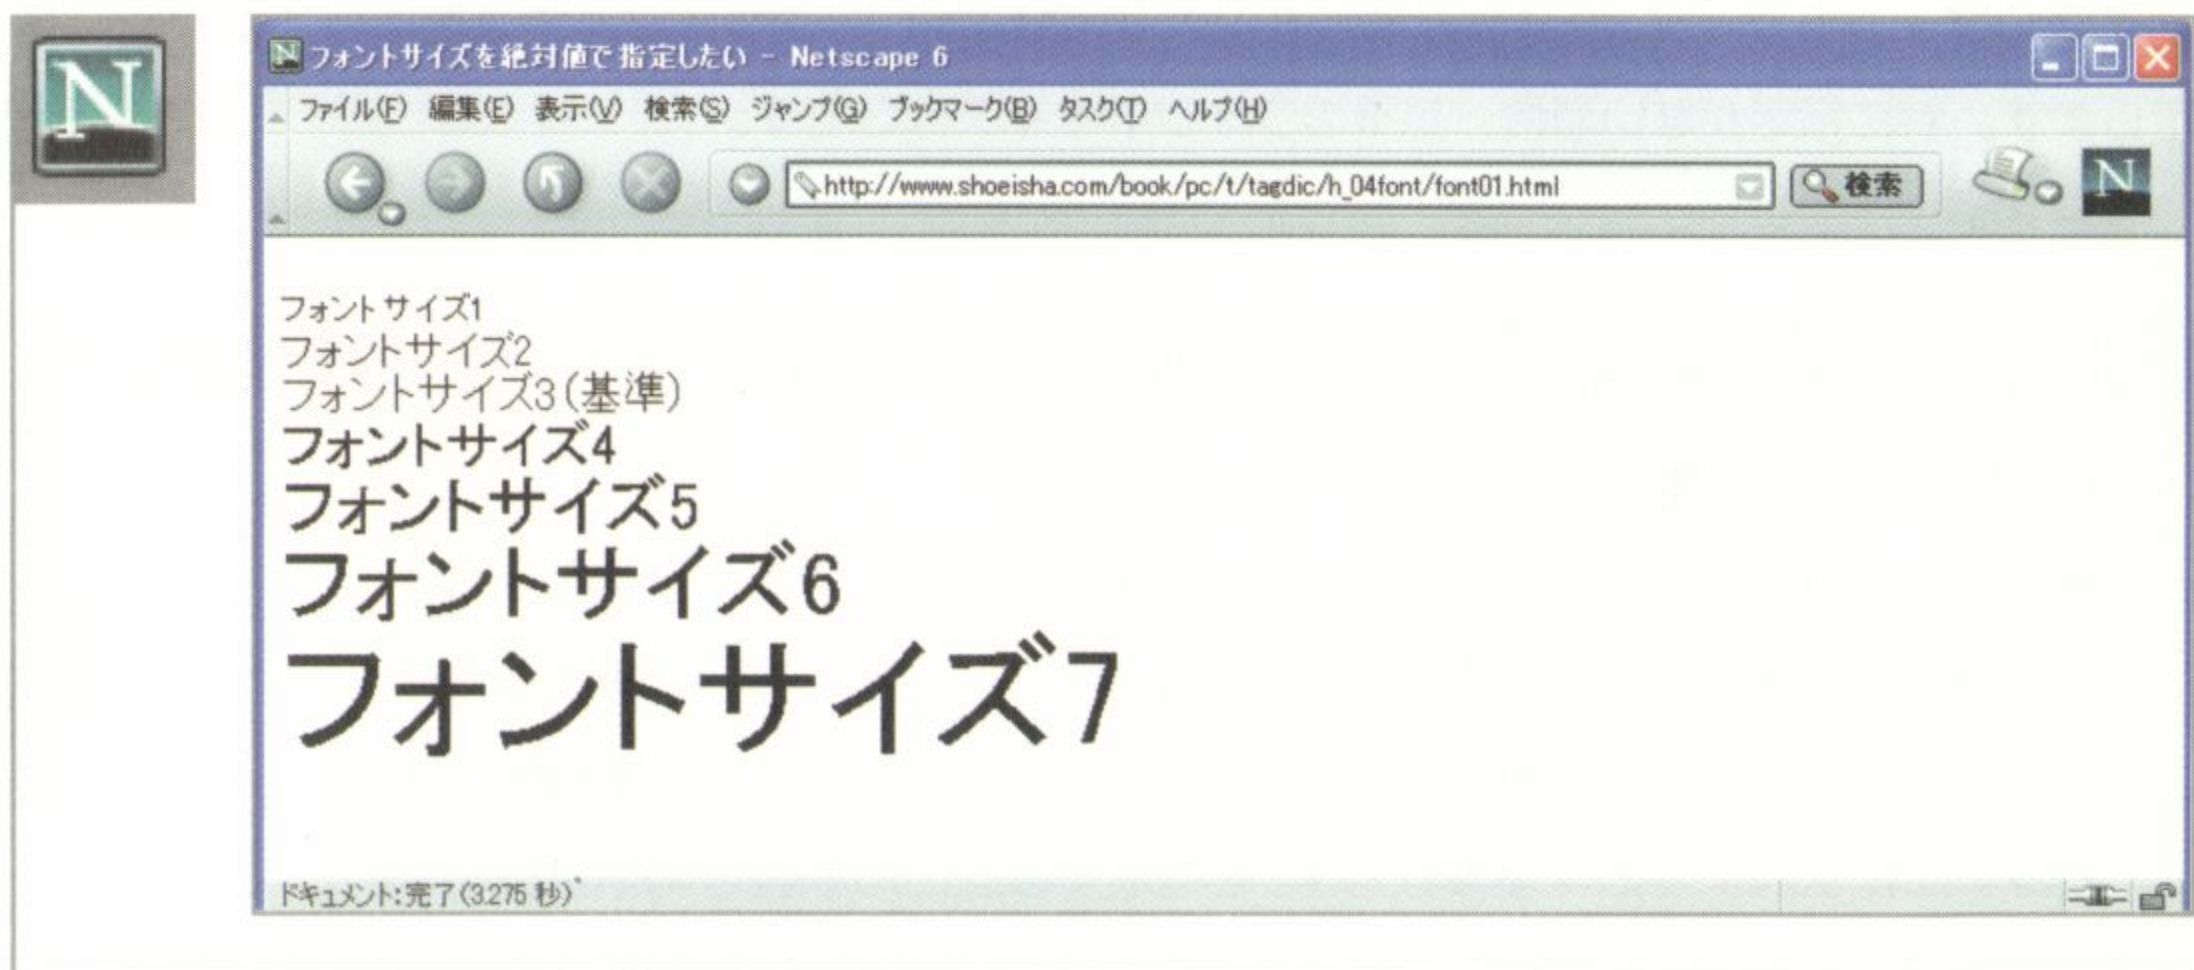 N
フォントサイズを絶対値で指定したい - Netscape 6
ファイル(F) 編集(E) 表示(V) 検索(S) ジャンプ(G) ブックマーク(B) タスク(T) ヘルプ(H)
http://www.shoeisha.com/book/pc/t/tagdic/h_04font/font01.html 検索 N
フォントサイズ1
フォントサイズ2
フォントサイズ3(基準)
フォントサイズ4
フォントサイズ5
フォントサイズ6
フォントサイズ7
ドキュメント:完了(3.275 秒)